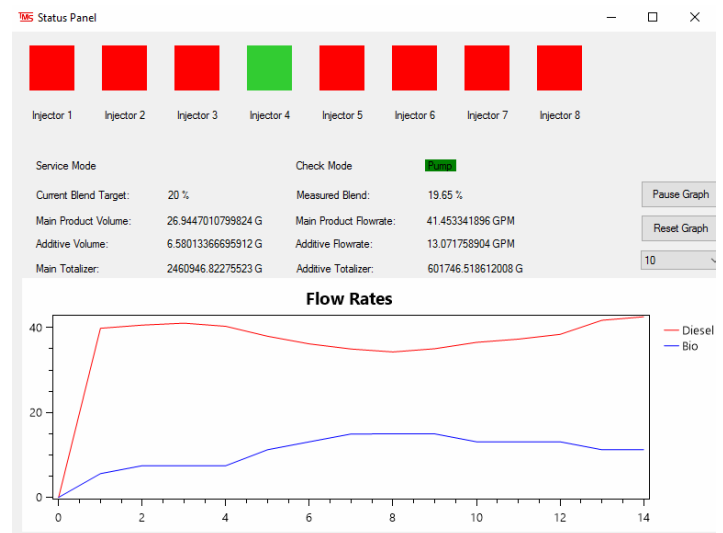 TMS Status Panel
Injector 1 Injector 2 Injector 3 Injector 4 Injector 5 Injector 6 Injector 7 Injector 8
Service Mode Check Mode Pump
Current Blend Target: 20 % Measured Blend: 19.65 % Pause Graph
Main Product Volume: 26.9447010799824 G Main Product Flowrate: 41.453341896 GPM
Reset Graph
Additive Volume: 6.58013366695912 G Additive Flowrate: 13.071758904 GPM
10
Main Totalizer: 2460946.82275523 G Additive Totalizer: 601746.518612008 G
Flow Rates
40
20
0
Diesel
Bio
0 2 4 6 8 10 12 14